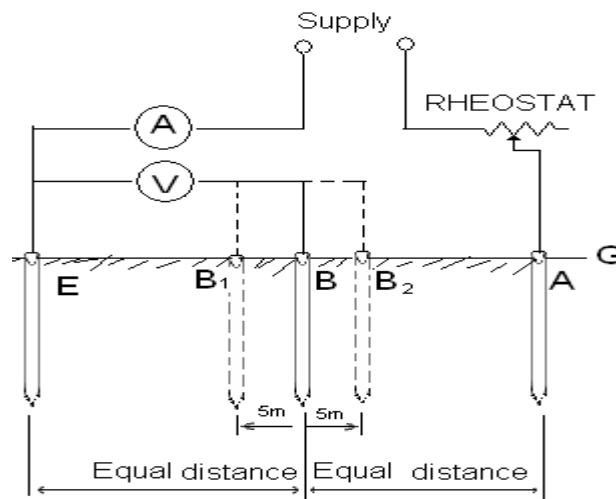 Supply
RHEOSTAT
A
V
G
E B₁ B B₂ A
5m 5m
Equal distance Equal distance